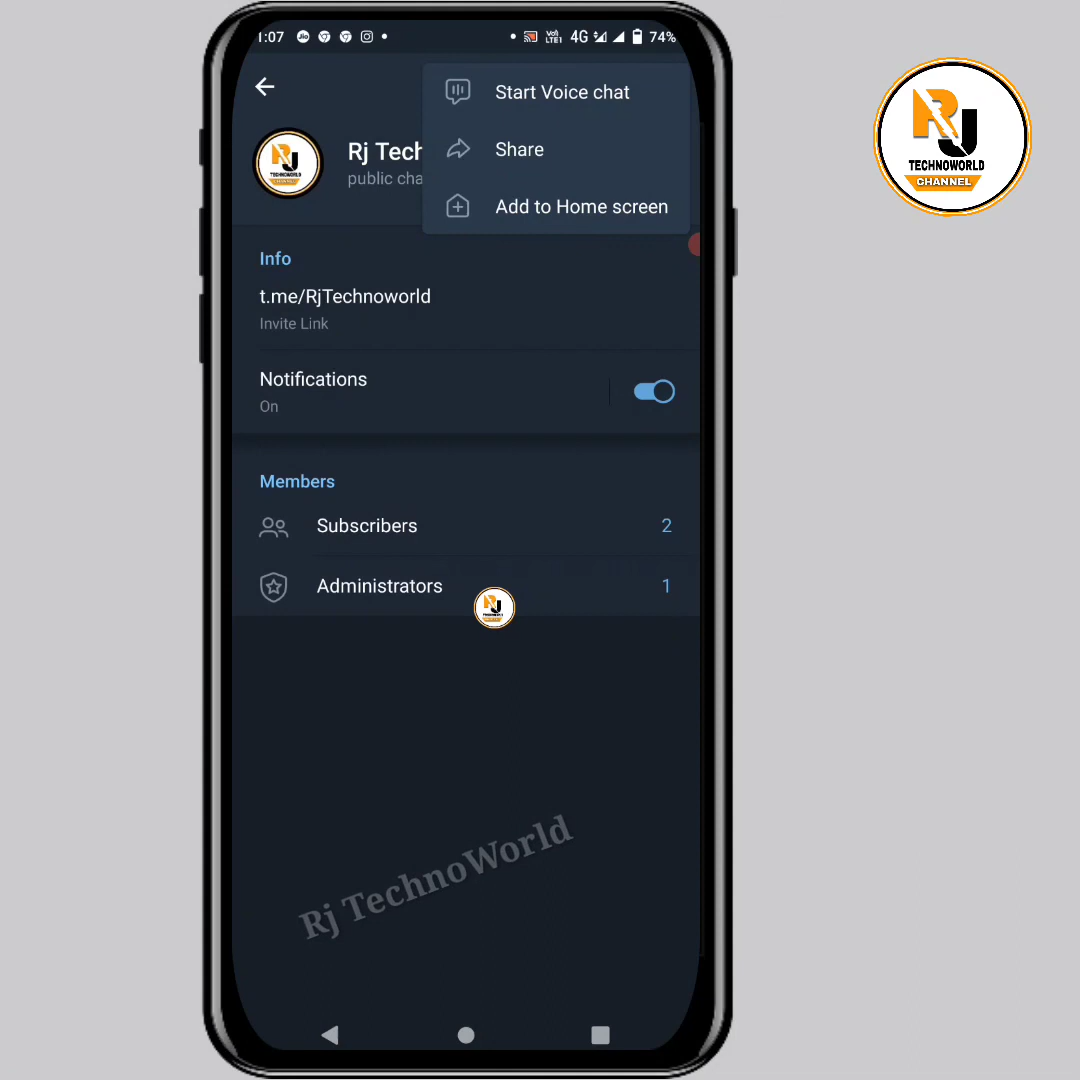 1:07
4G
74%
Start Voice chat
Share
Add to Home screen
Rj Tech
public cha
Info
t.me/RjTechnoworld
Invite Link
Notifications
On
Members
Subscribers 2
Administrators 1
Rj TechnoWorld
RJ
TECHNOWORLD
CHANNEL